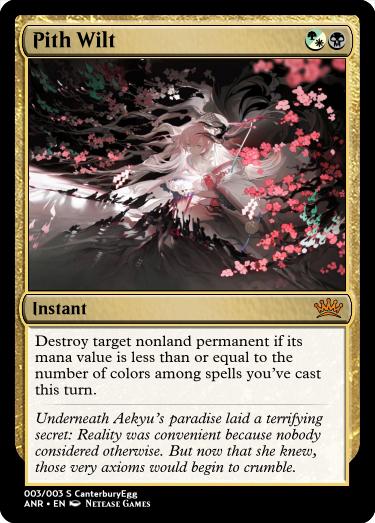 Pith Wilt
Instant
Destroy target nonland permanent if its
mana value is less than or equal to the
number of colors among spells you've cast
this turn.
Underneath Aekyu's paradise laid a terrifying
secret: Reality was convenient because nobody
considered otherwise. But now that she knew,
those very axioms would begin to crumble.
003/003 S CanterburyEgg
ANR • EN NETEASE GAMES